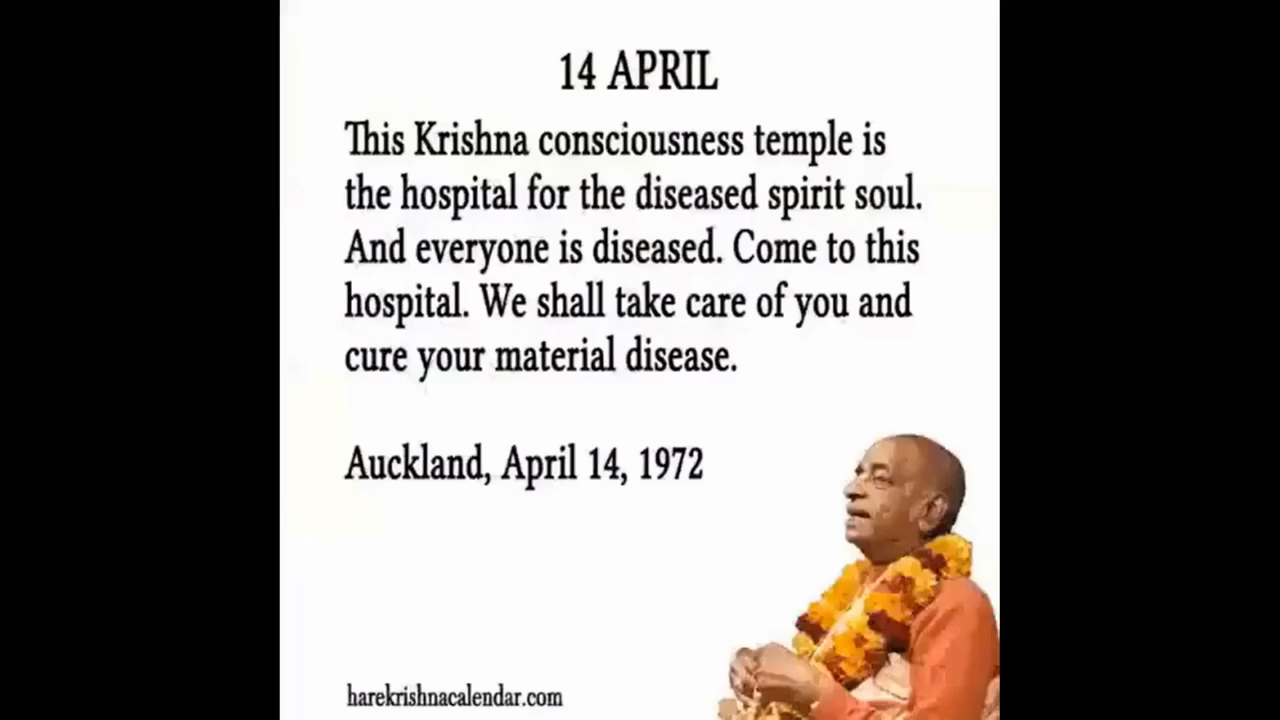 14 APRIL
This Krishna consciousness temple is
the hospital for the diseased spirit soul.
And everyone is diseased. Come to this
hospital. We shall take care of you and
cure your material disease.
Auckland, April 14, 1972
harekrishnacalendar.com